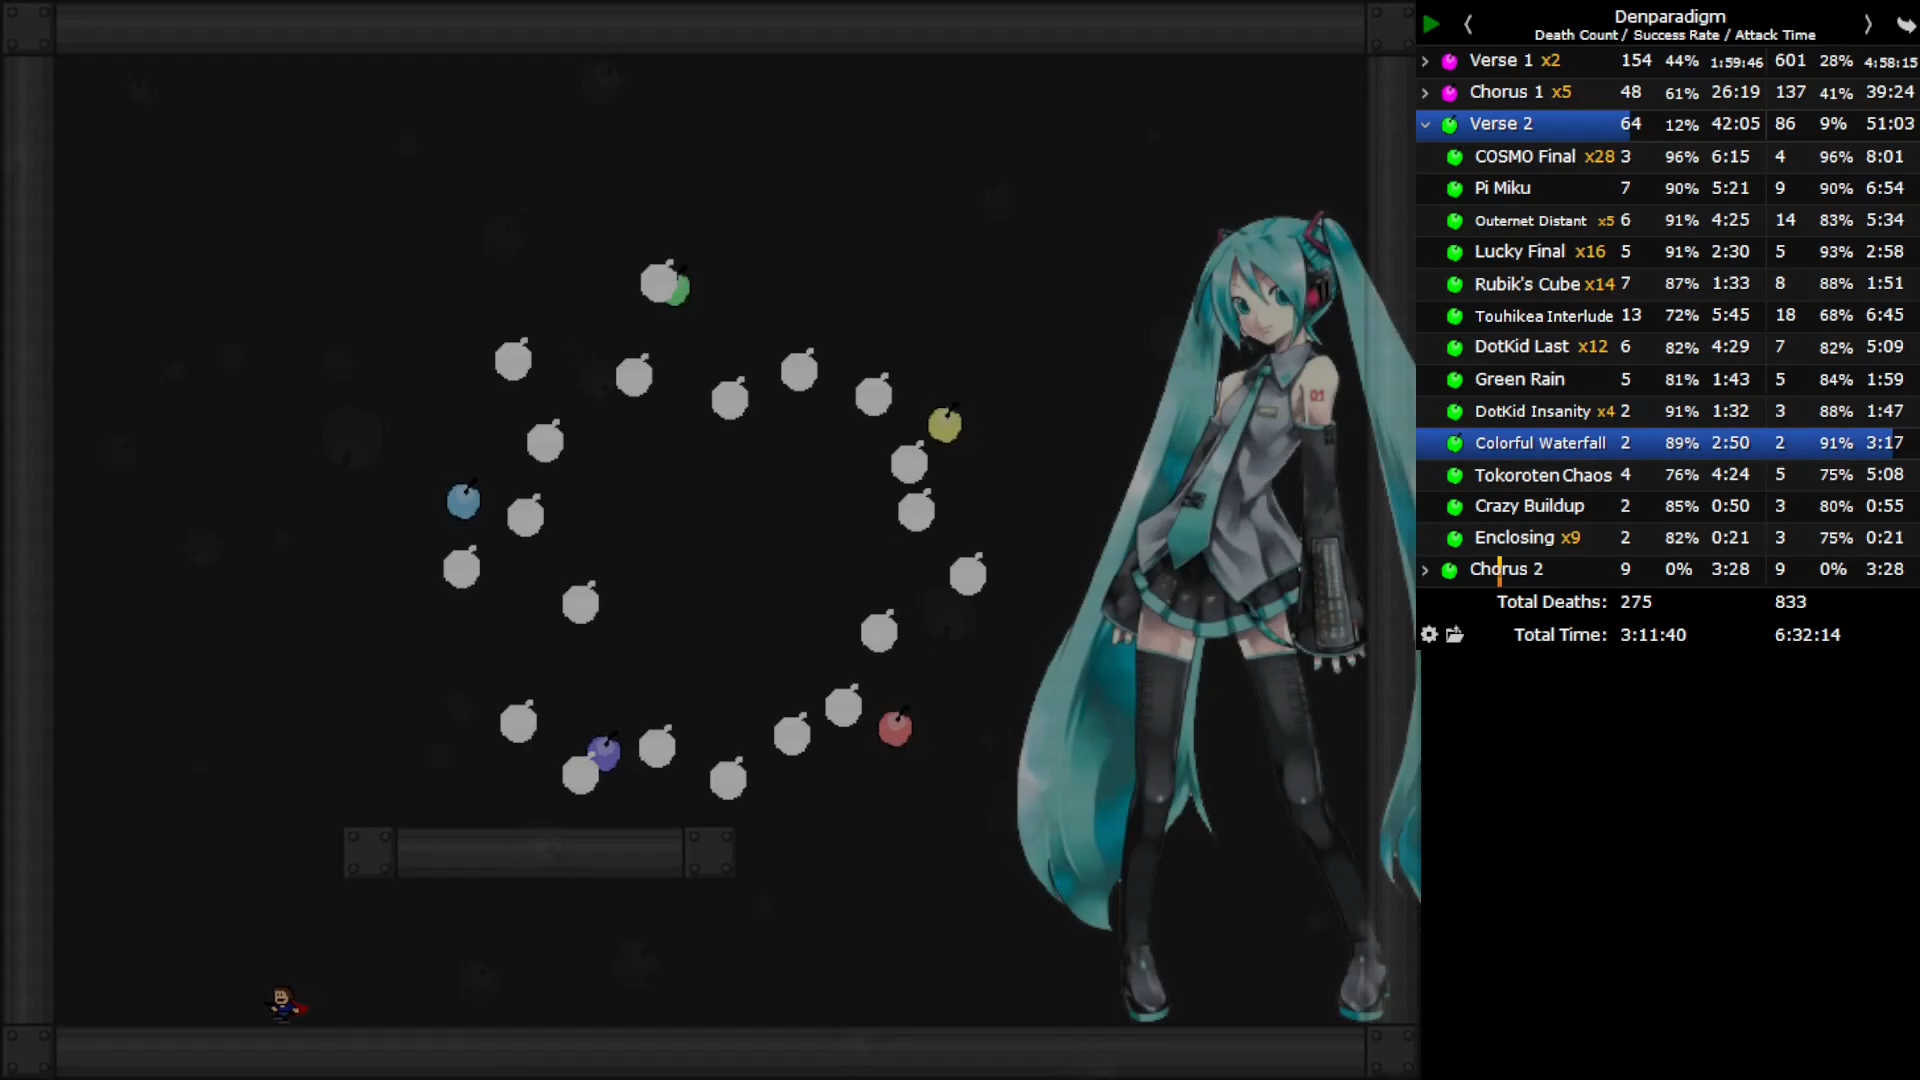 Denparadigm
Death Count / Success Rate / Attack Time
Verse 1 x2 154 44% 1:59:46 601 28% 4:58:15
Chorus 1 x5 48 61% 26:19 137 41% 39:24
Verse 2 64 12% 42:05 86 9% 51:03
COSMO Final x28 3 96% 6:15 4 96% 8:01
Pi Miku 7 90% 5:21 9 90% 6:54
Outernet Distant x5 6 91% 4:25 14 83% 5:34
Lucky Final x16 5 91% 2:30 5 93% 2:58
Rubik's Cube x14 7 87% 1:33 8 88% 1:51
Touhikea Interlude 13 72% 5:45 18 68% 6:45
DotKid Last x12 6 82% 4:29 7 82% 5:09
Green Rain 5 81% 1:43 5 84% 1:59
DotKid Insanity x4 2 91% 1:32 3 88% 1:47
Colorful Waterfall 2 89% 2:50 2 91% 3:17
Tokoroten Chaos 4 76% 4:24 5 75% 5:08
Crazy Buildup 2 85% 0:50 3 80% 0:55
Enclosing x9 2 82% 0:21 3 75% 0:21
Chorus 2 9 0% 3:28 9 0% 3:28
Total Deaths: 275 833
Total Time: 3:11:40 6:32:14
01